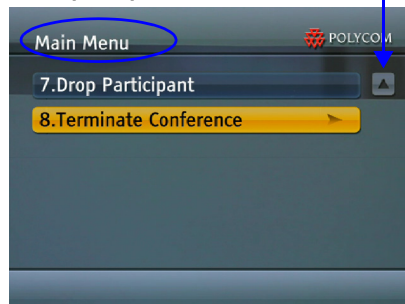 Main Menu
POLYCOM
7.Drop Participant
8.Terminate Conference